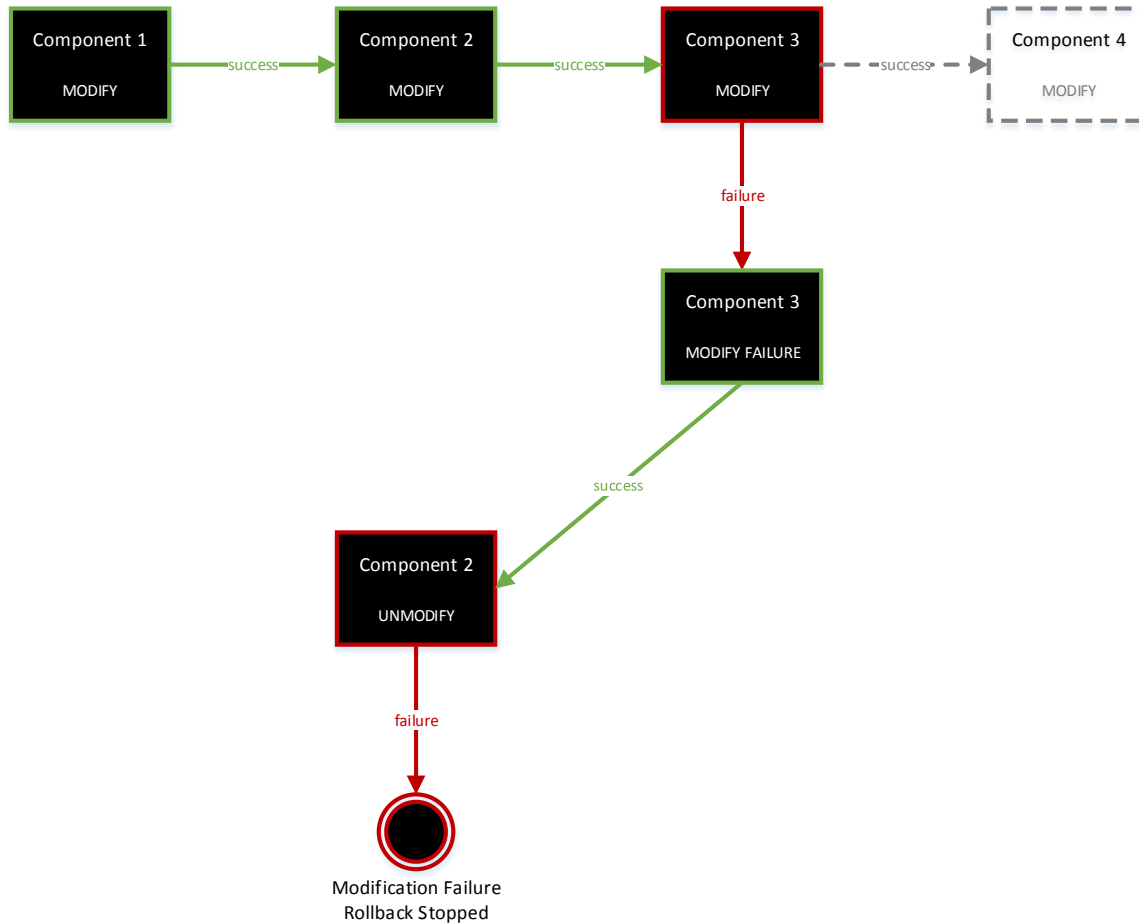 Component 1
MODIFY
success
Component 2
MODIFY
success
Component 3
MODIFY
success
Component 4
MODIFY
failure
Component 3
MODIFY FAILURE
success
Component 2
UNMODIFY
failure
Modification Failure
Rollback Stopped